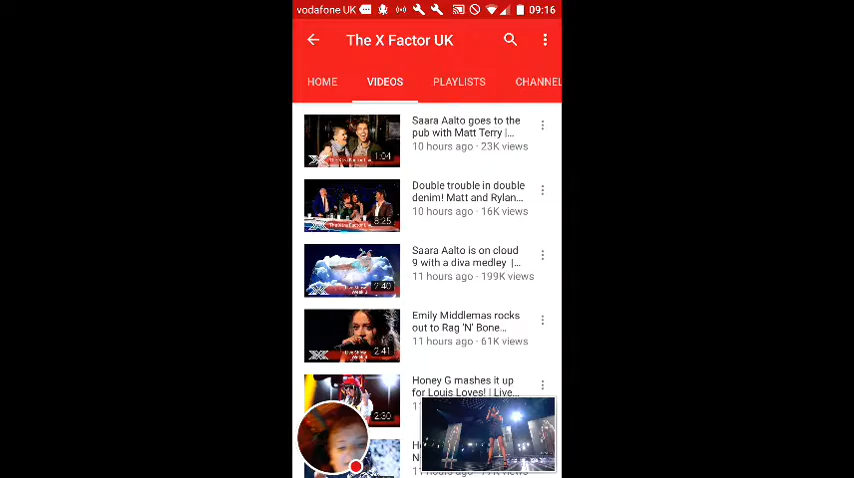 vodafone UK 09:16
The X Factor UK
HOME VIDEOS PLAYLISTS CHANNEL
Saara Aalto goes to the
pub with Matt Terry |...
10 hours ago · 23K views
1:04
Double trouble in double
denim! Matt and Rylan...
10 hours ago · 16K views
8:25
Saara Aalto is on cloud
9 with a diva medley |...
11 hours ago · 199K views
2:40
Emily Middlemas rocks
out to Rag 'N' Bone...
11 hours ago · 61K views
Live Show
2:41
Honey G mashes it up
for Louis Loves! | Live...
2:30